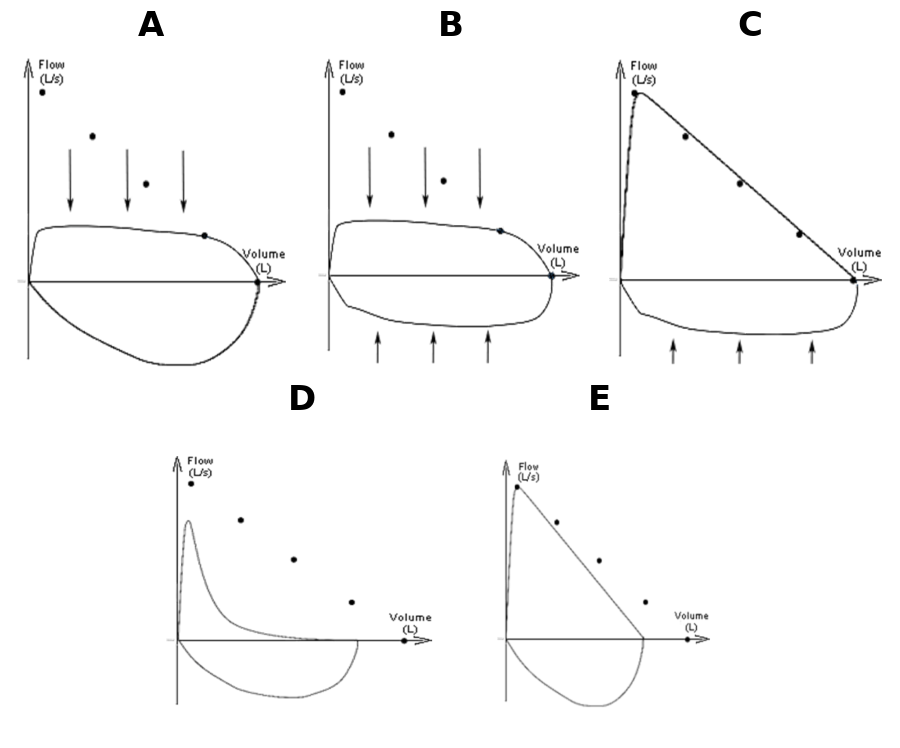 A
B
C
Flow
(L/s)
Volume
(L)
Flow
(L/s)
Volume
(L)
Flow
(L/s)
Volume
(L)
D
E
Flow
(L/s)
Volume
(L)
Flow
(L/s)
Volume
(L)